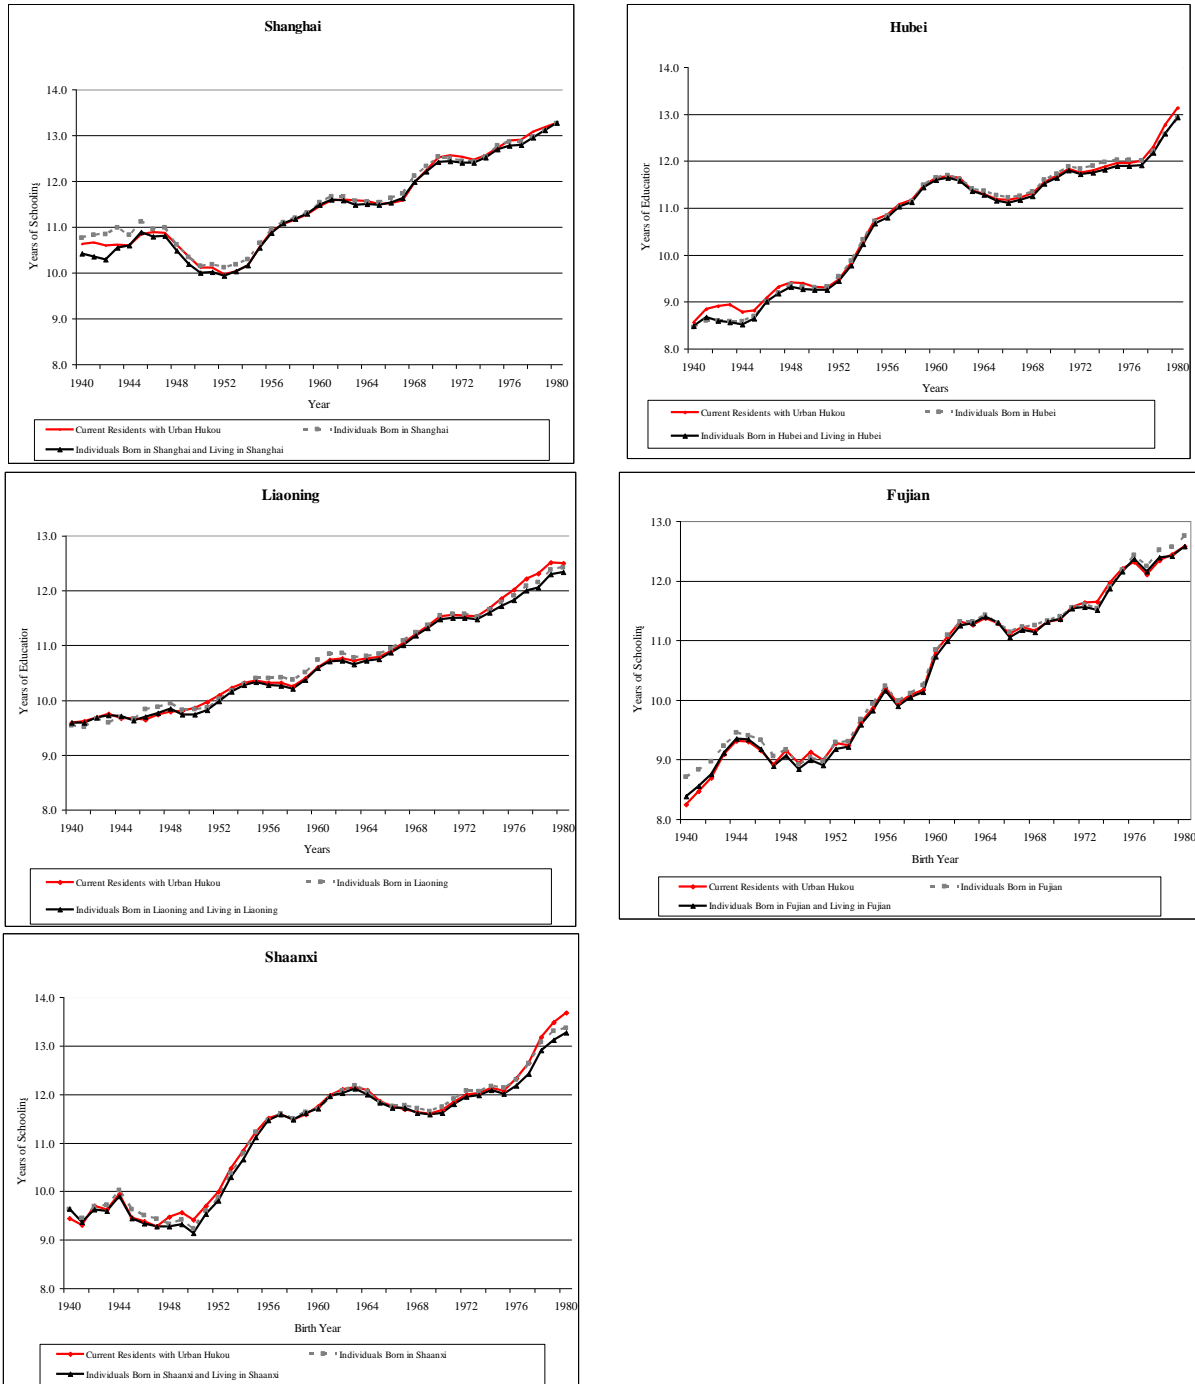 Shanghai
Years of Schooling
14.0
13.0
12.0
11.0
10.0
9.0
8.0
1940 1944 1948 1952 1956 1960 1964 1968 1972 1976 1980
Year
Current Residents with Urban Hukou Individuals Born in Shanghai
Individuals Born in Shanghai and Living in Shanghai
Hubei
Years of Education
14.0
13.0
12.0
11.0
10.0
9.0
8.0
1940 1944 1948 1952 1956 1960 1964 1968 1972 1976 1980
Years
Current Residents with Urban Hukou Individuals Born in Hubei
Individuals Born in Hubei and Living in Hubei
Liaoning
Years of Education
13.0
12.0
11.0
10.0
9.0
8.0
1940 1944 1948 1952 1956 1960 1964 1968 1972 1976 1980
Years
Current Residents with Urban Hukou Individuals Born in Liaoning
Individuals Born in Liaoning and Living in Liaoning
Fujian
Years of Schooling
13.0
12.0
11.0
10.0
9.0
8.0
1940 1944 1948 1952 1956 1960 1964 1968 1972 1976 1980
Birth Year
Current Residents with Urban Hukou Individuals Born in Fujian
Individuals Born in Fujian and Living in Fujian
Shaanxi
Years of Schooling
14.0
13.0
12.0
11.0
10.0
9.0
8.0
1940 1944 1948 1952 1956 1960 1964 1968 1972 1976 1980
Birth Year
Current Residents with Urban Hukou Individuals Born in Shaanxi
Individuals Born in Shaanxi and Living in Shaanxi